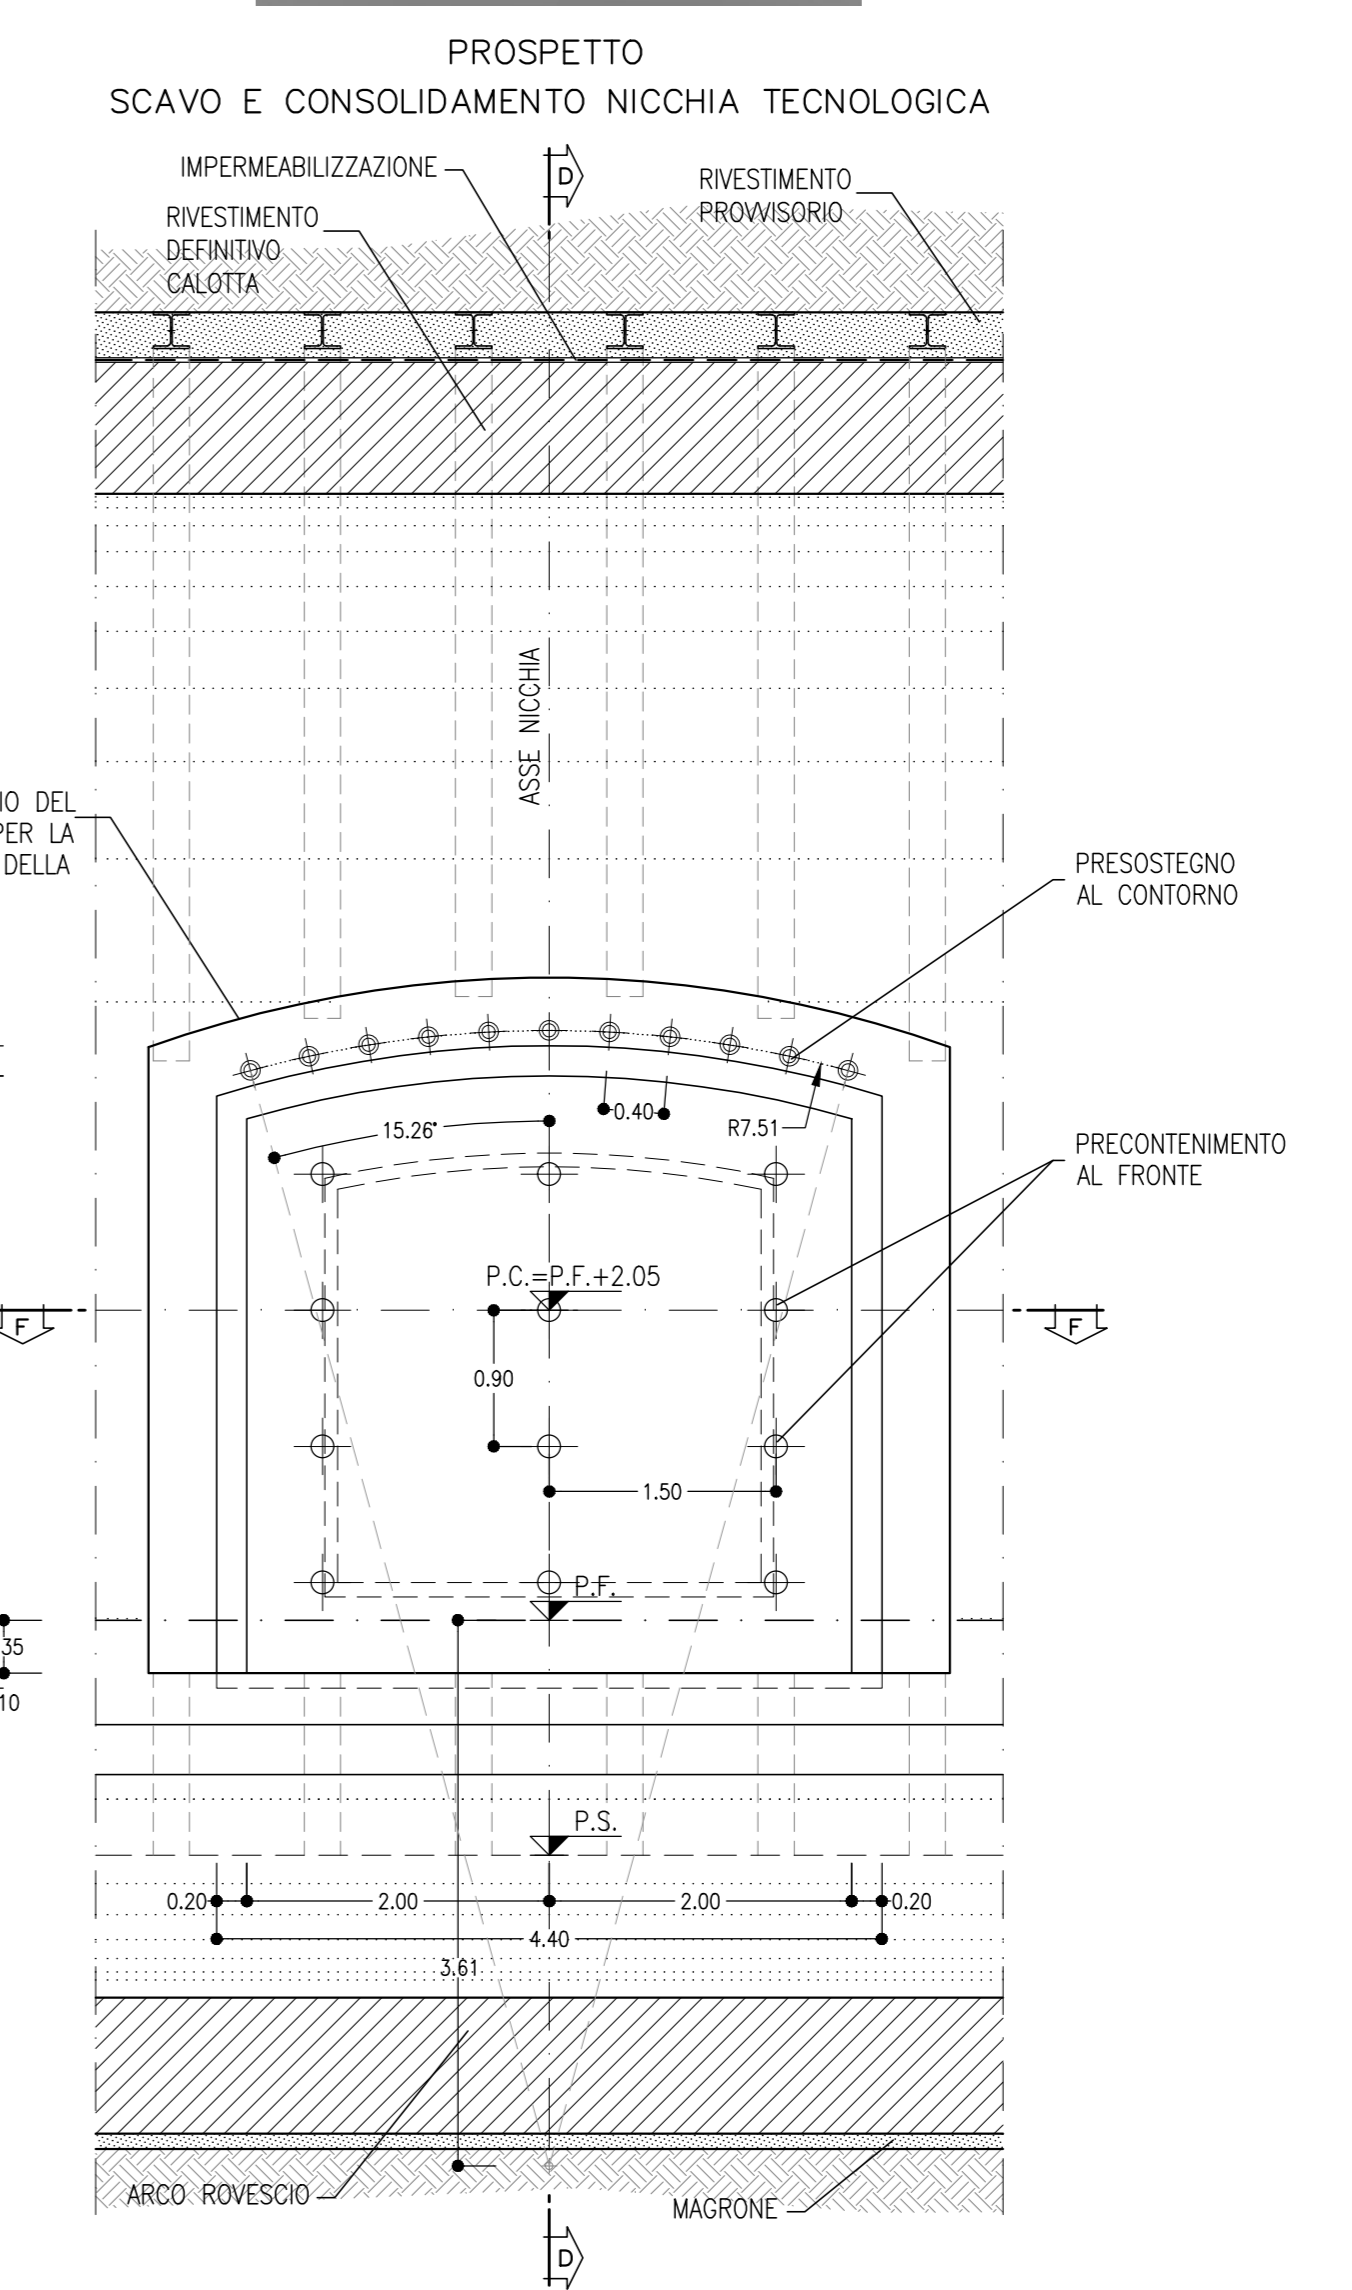 PROSPETTO
SCAVO E CONSOLIDAMENTO NICCHIA TECNOLOGICA
IMPERMEABILIZZAZIONE
D
RIVESTIMENTO
PROVVISORIO
RIVESTIMENTO
DEFINITIVO
CALOTTA
ASSE NICCHIA
IO DEL
PER LA
DELLA
PRESOSTEGNO
AL CONTORNO
0.40
15.26°
R7.51
PRECONTENIMENTO
AL FRONTE
P.C.=P.F.+2.05
F
F
0.90
1.50
P.F.
35
10
P.S.
0.20
2.00
2.00
0.20
4.40
3.61
ARCO ROVESCIO
MAGRONE
D